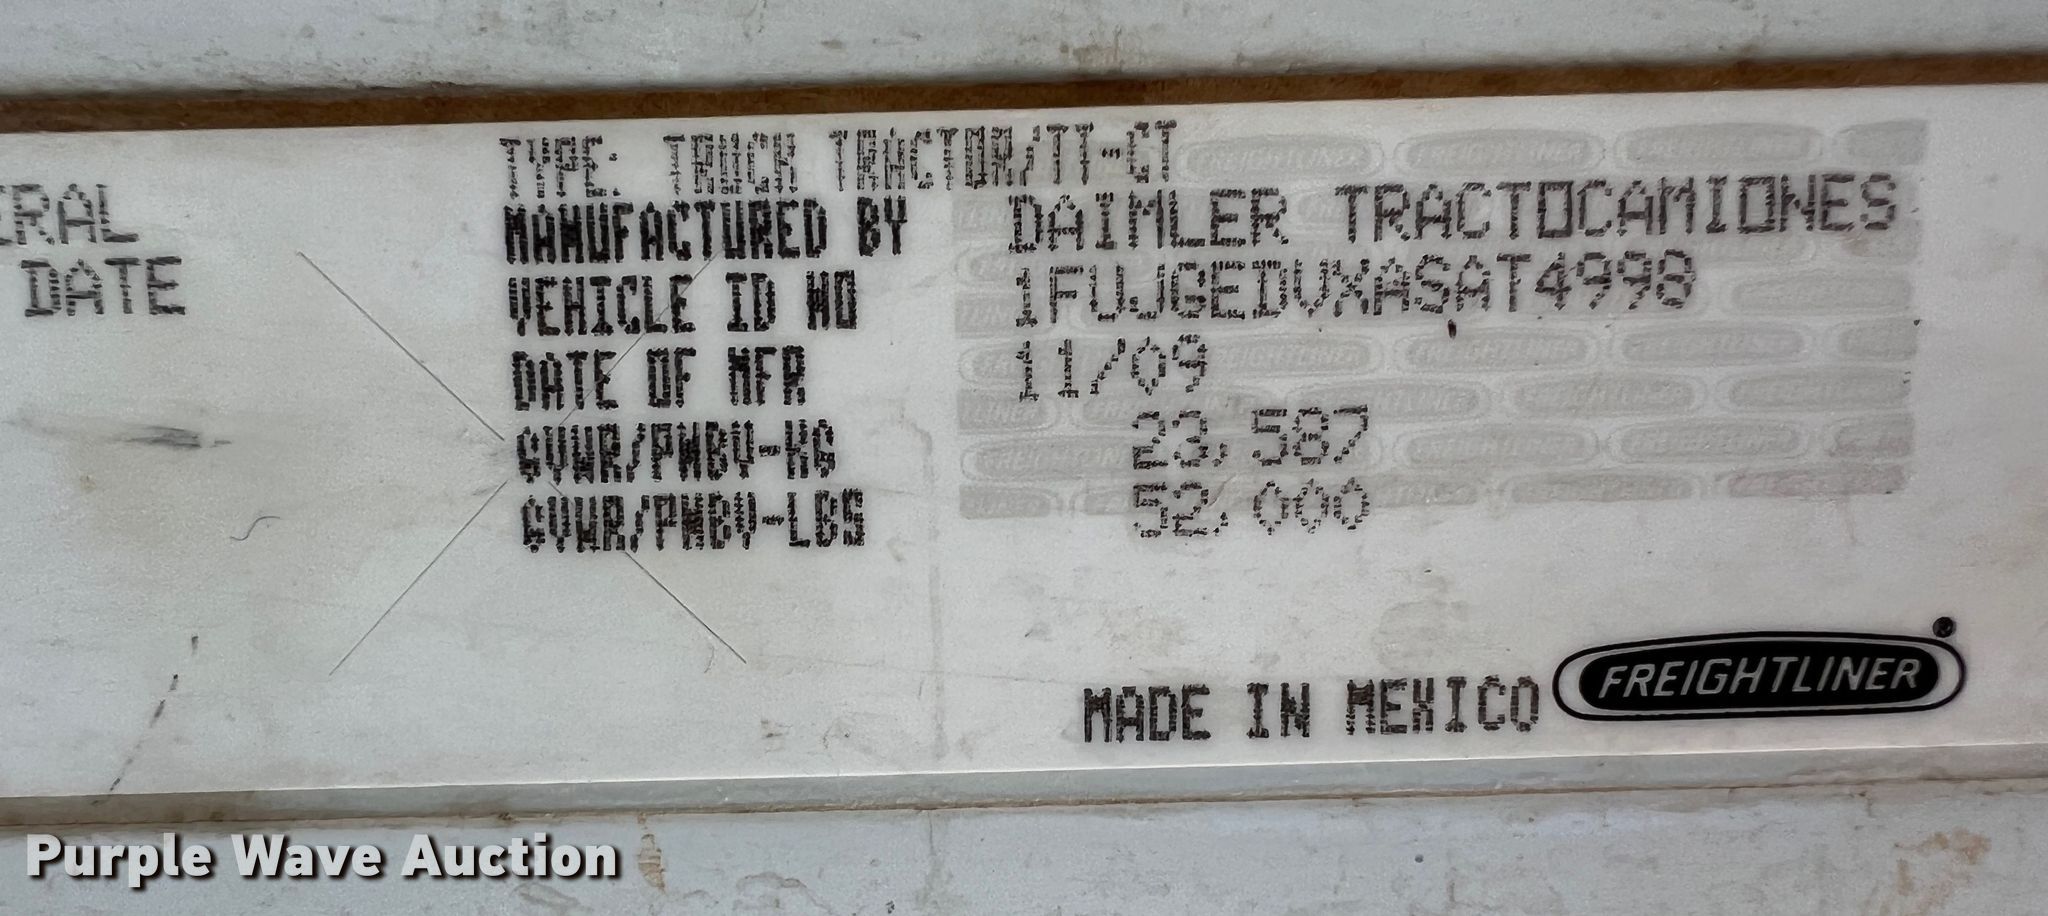 ERAL
DATE
TYPE: TRUCK TRACTOR/TT-CT
MANUFACTURED BY DAIMLER TRACTOCAMIONES
VEHICLE ID NO 1FUJGEDVXASAT4998
DATE OF MFR 11/09
GVWR/PNBV-KG 23,587
GVWR/PNBV-LBS 52,000
MADE IN MEXICO FREIGHTLINER
Purple Wave Auction